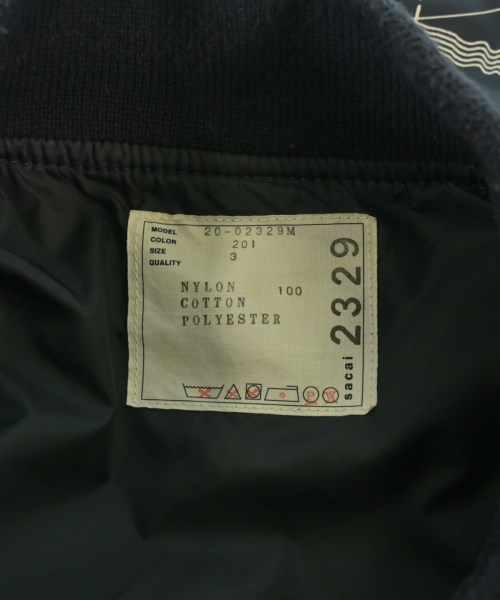 MODEL 20-02329M
COLOR 201
SIZE 3
QUALITY
NYLON 100
COTTON
POLYESTER
sacai 2329
P W